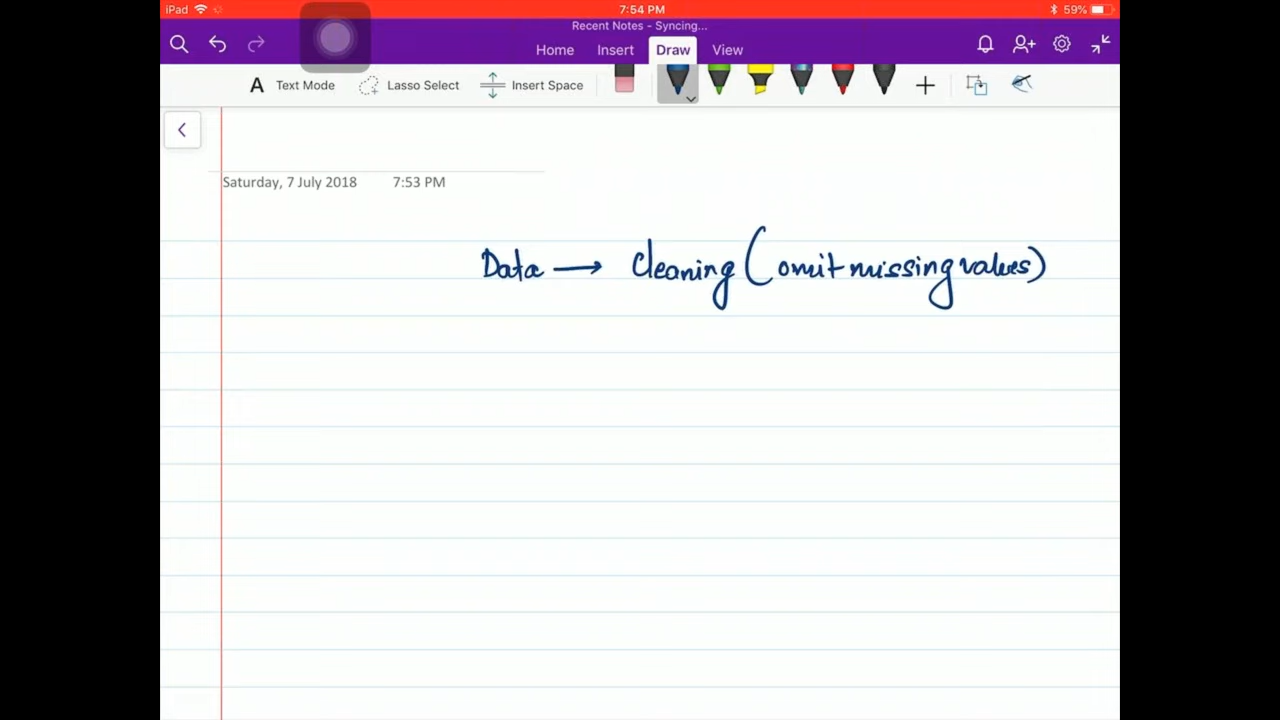 iPad 7:54 PM 59%
Recent Notes - Syncing...
Home Insert Draw View
A Text Mode Lasso Select Insert Space
Saturday, 7 July 2018 7:53 PM
Data → Cleaning (omit missing values)